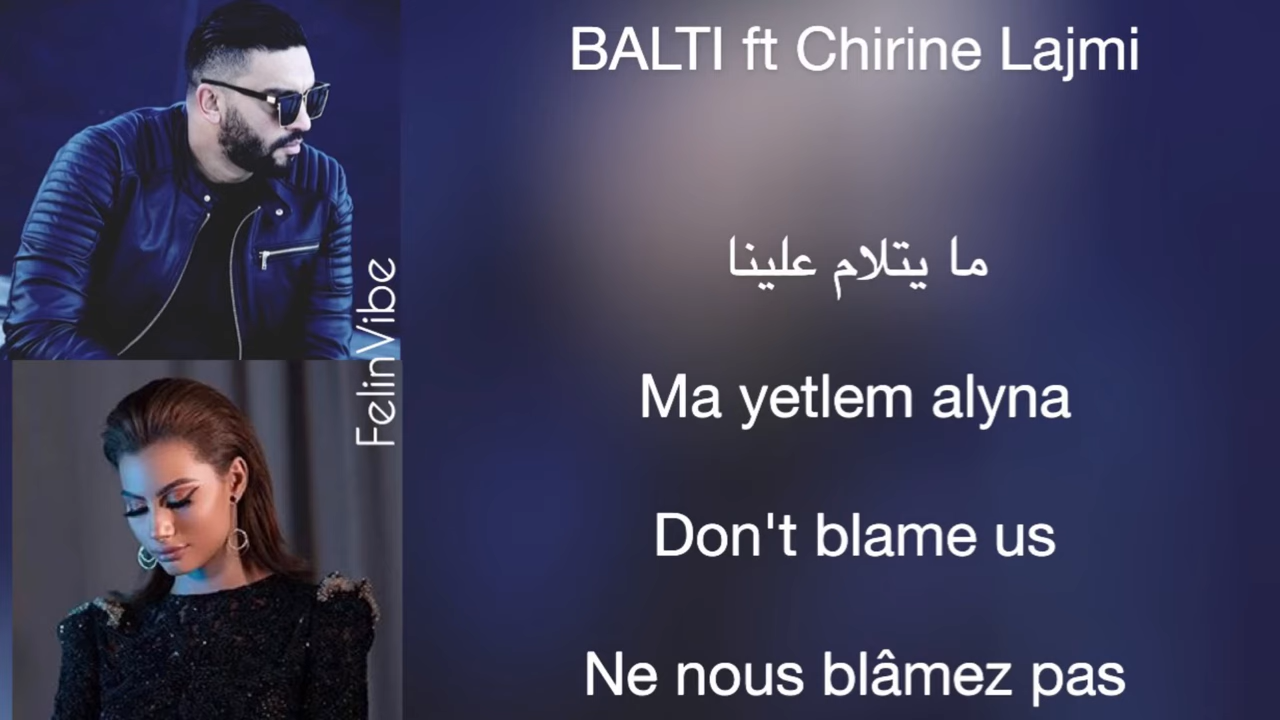 BALTI ft Chirine Lajmi
ما يتلام علينا
Ma yetlem alyna
Don't blame us
Ne nous blâmez pas
FelinVibe